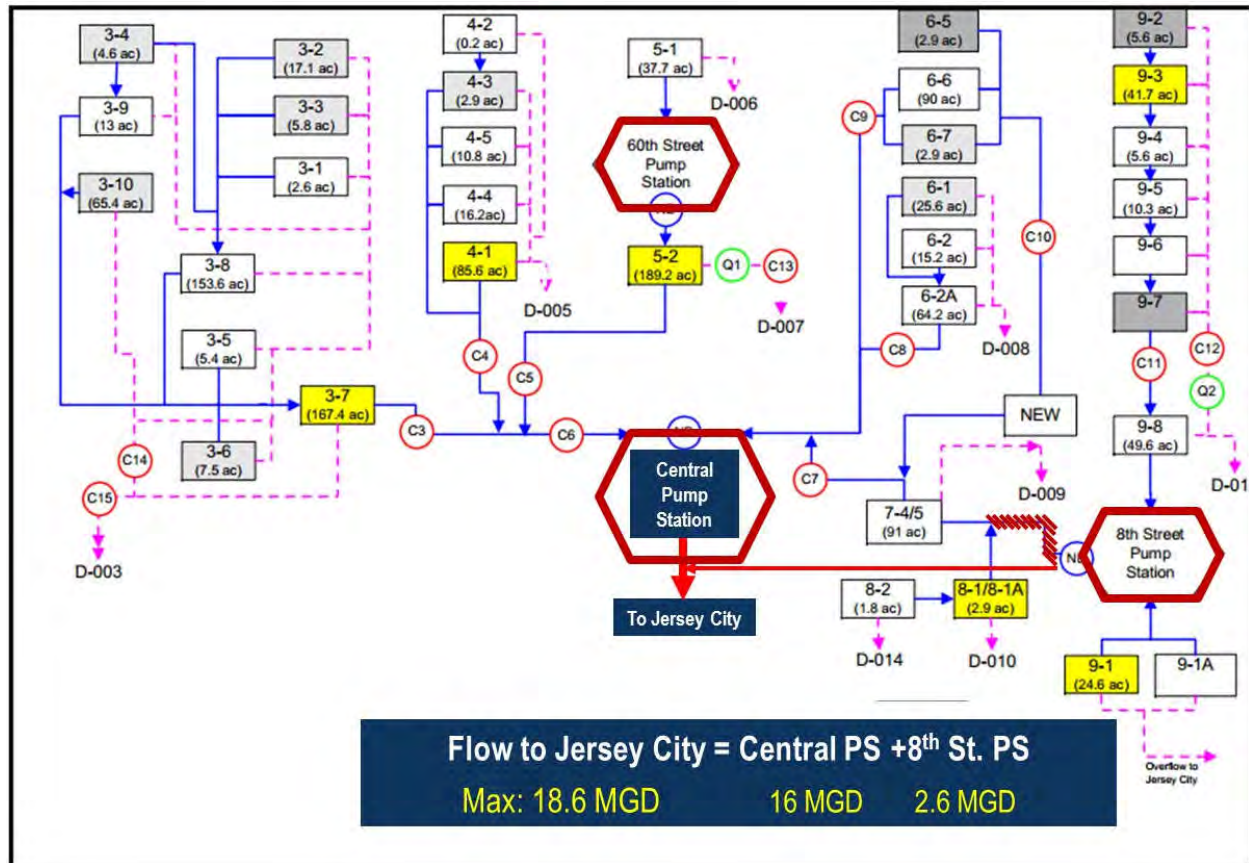 3-4
(4.6 ac)
3-9
(13 ac)
3-10
(65.4 ac)
3-2
(17.1 ac)
3-3
(5.8 ac)
3-1
(2.6 ac)
3-8
(153.6 ac)
3-5
(5.4 ac)
3-7
(167.4 ac)
3-6
(7.5 ac)
C14
C15
D-003
C3
4-2
(0.2 ac)
4-3
(2.9 ac)
4-5
(10.8 ac)
4-4
(16.2ac)
4-1
(85.6 ac)
D-005
C4
C5
C6
5-1
(37.7 ac)
D-006
60th Street
Pump
Station
5-2
(189.2 ac)
Q1
C13
D-007
Central
Pump
Station
To Jersey City
6-5
(2.9 ac)
6-6
(90 ac)
6-7
(2.9 ac)
C9
6-1
(25.6 ac)
6-2
(15.2 ac)
6-2A
(64.2 ac)
C8
D-008
C10
NEW
C7
7-4/5
(91 ac)
D-009
8-2
(1.8 ac)
8-1/8-1A
(2.9 ac)
D-014
D-010
9-2
(5.6 ac)
9-3
(41.7 ac)
9-4
(5.6 ac)
9-5
(10.3 ac)
9-6
9-7
C11
C12
Q2
9-8
(49.6 ac)
D-01
8th Street
Pump
Station
9-1
(24.6 ac)
9-1A
Overflow to
Jersey City
Flow to Jersey City = Central PS +8th St. PS
Max: 18.6 MGD 16 MGD 2.6 MGD